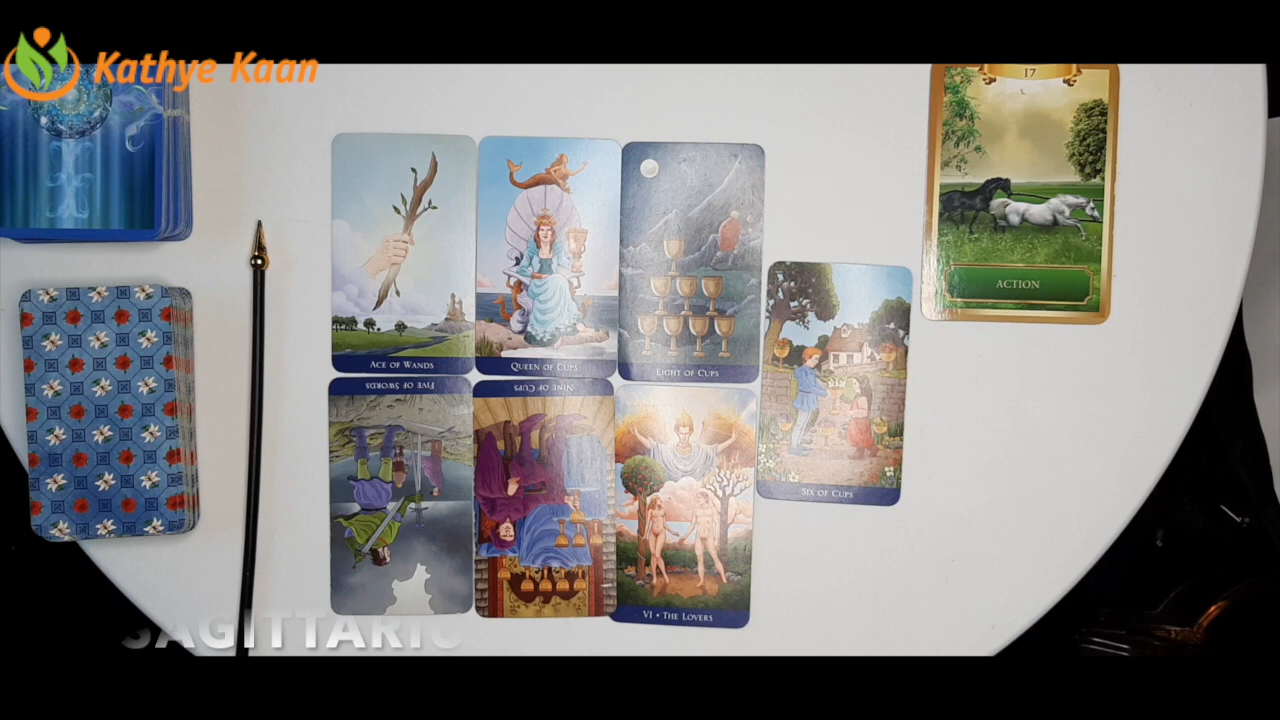 Kathye Kaan
17
ACTION
ACE OF WANDS
QUEEN OF CUPS
EIGHT OF CUPS
FIVE OF SWORDS
NINE OF CUPS
SIX OF CUPS
VI • THE LOVERS
SAGITTARIO